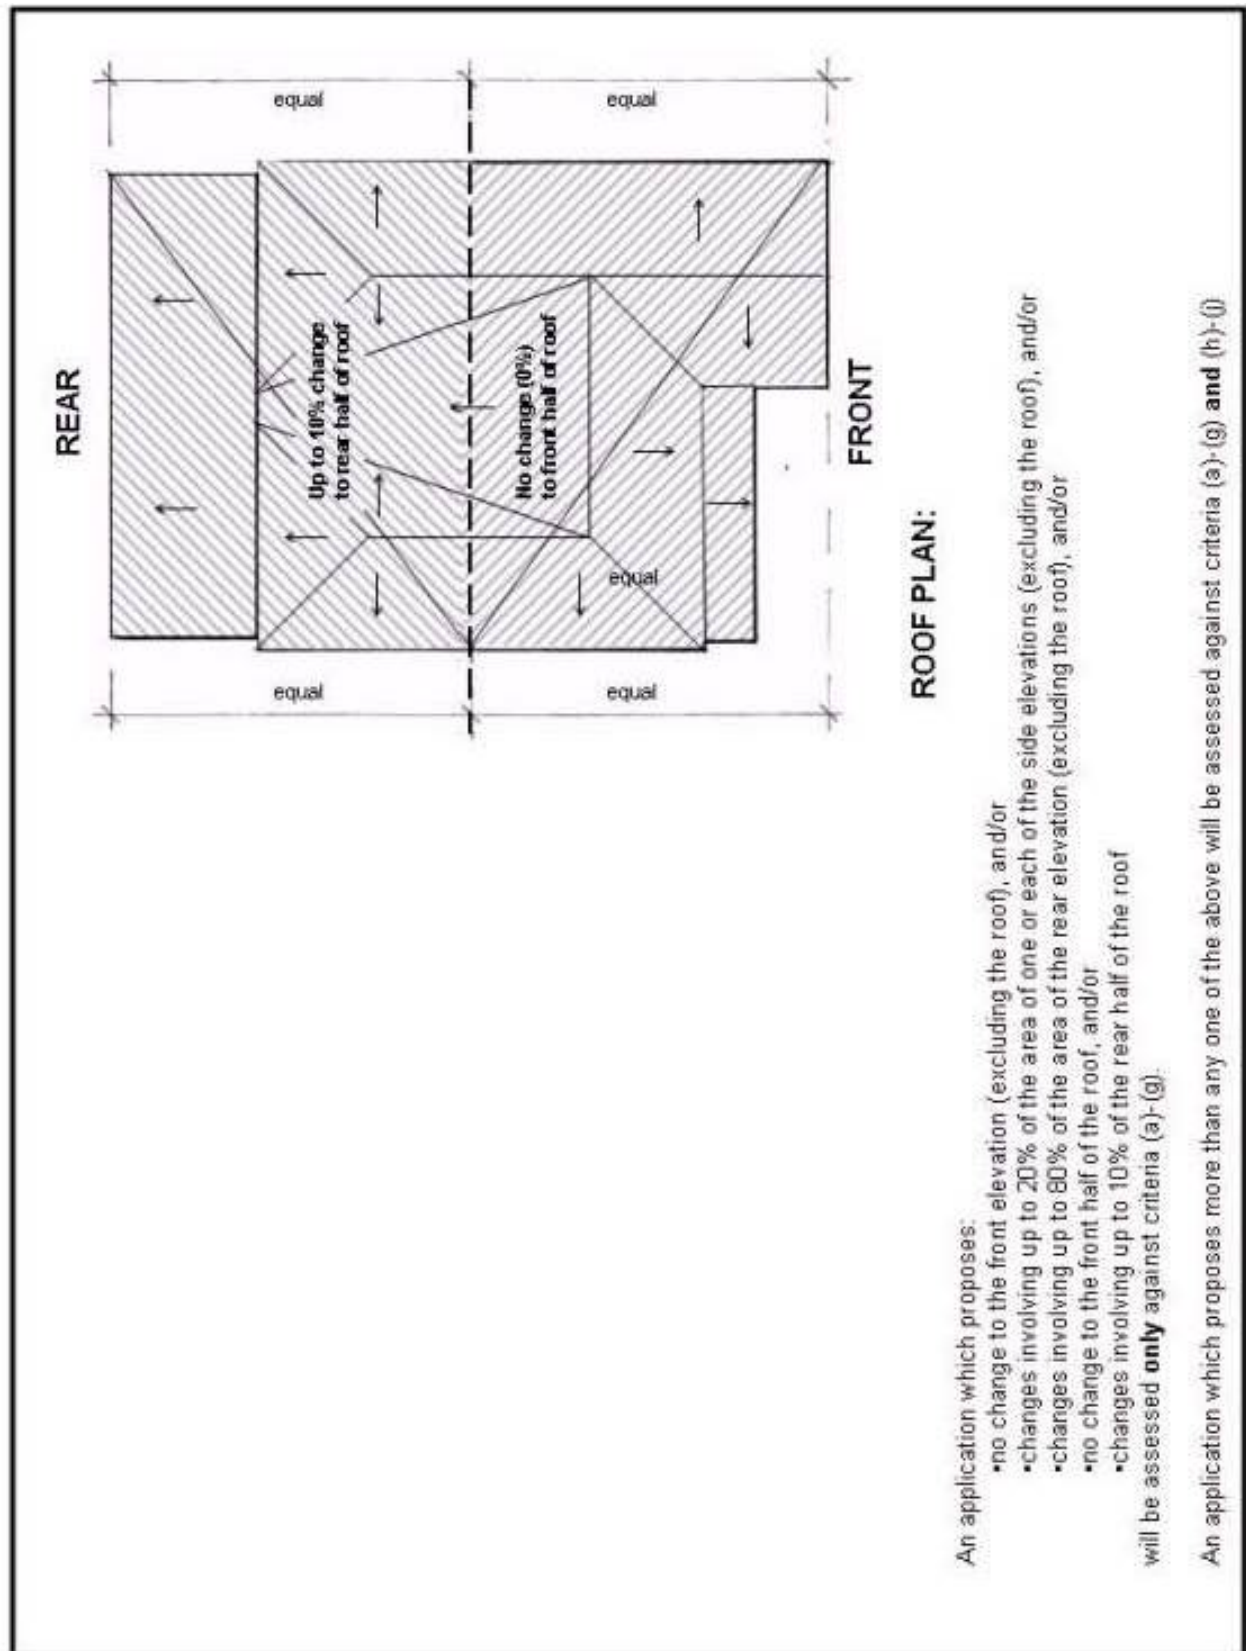 REAR
equal
equal
Up to 10% change
to rear half of roof
No change (0%)
to front half of roof
equal
equal
equal
FRONT
ROOF PLAN:
An application which proposes:
•no change to the front elevation (excluding the roof), and/or
•changes involving up to 20% of the area of one or each of the side elevations (excluding the roof), and/or
•changes involving up to 80% of the area of the rear elevation (excluding the roof), and/or
•no change to the front half of the roof, and/or
•changes involving up to 10% of the rear half of the roof
will be assessed only against criteria (a)-(g).
An application which proposes more than any one of the above will be assessed against criteria (a)-(g) and (h)-(j)